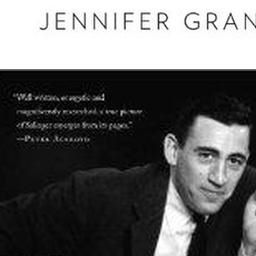 JENNIFER GRAN
"Well written, energetic and
magnificently researched, a true picture
of Salinger emerges from its pages."
—PETER ACKROYD